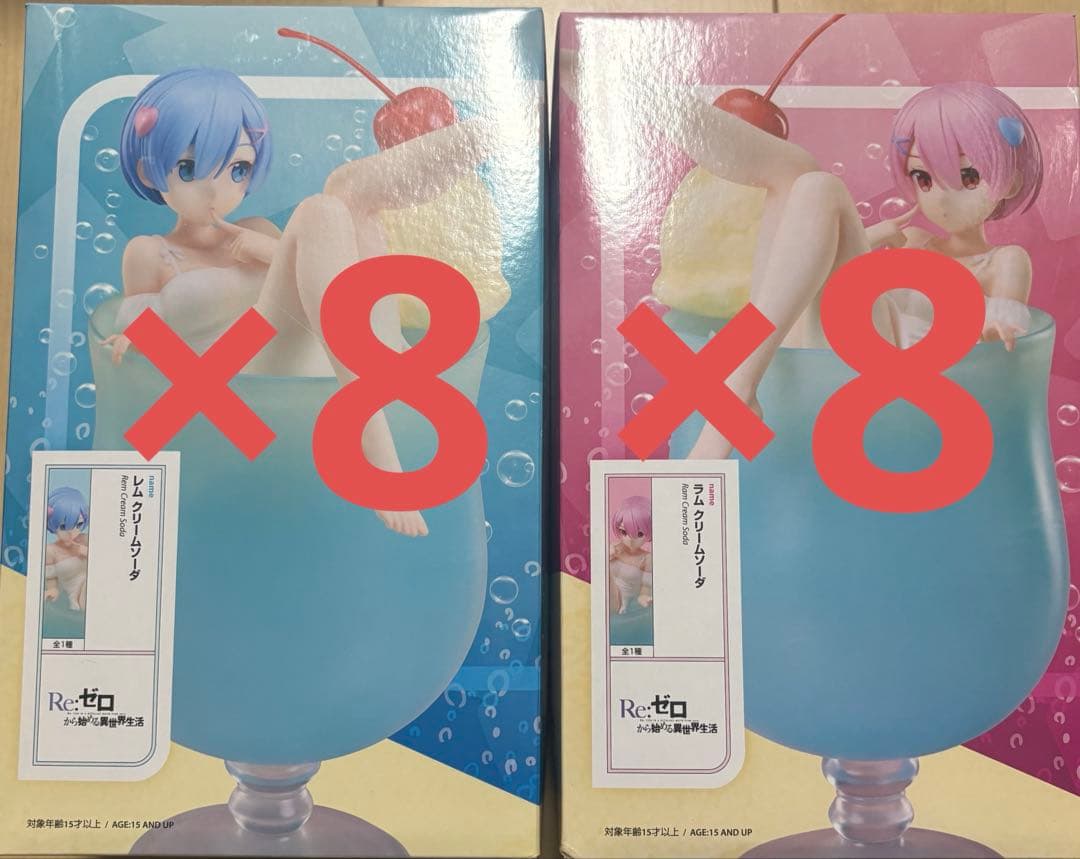 ×8
name
レム クリームソーダ
Rem Cream Soda
全1種
Re:ゼロ
から始める異世界生活
対象年齢15才以上 / AGE:15 AND UP
×8
name
ラム クリームソーダ
Ram Cream Soda
全1種
Re:ゼロ
から始める異世界生活
対象年齢15才以上 / AGE:15 AND UP